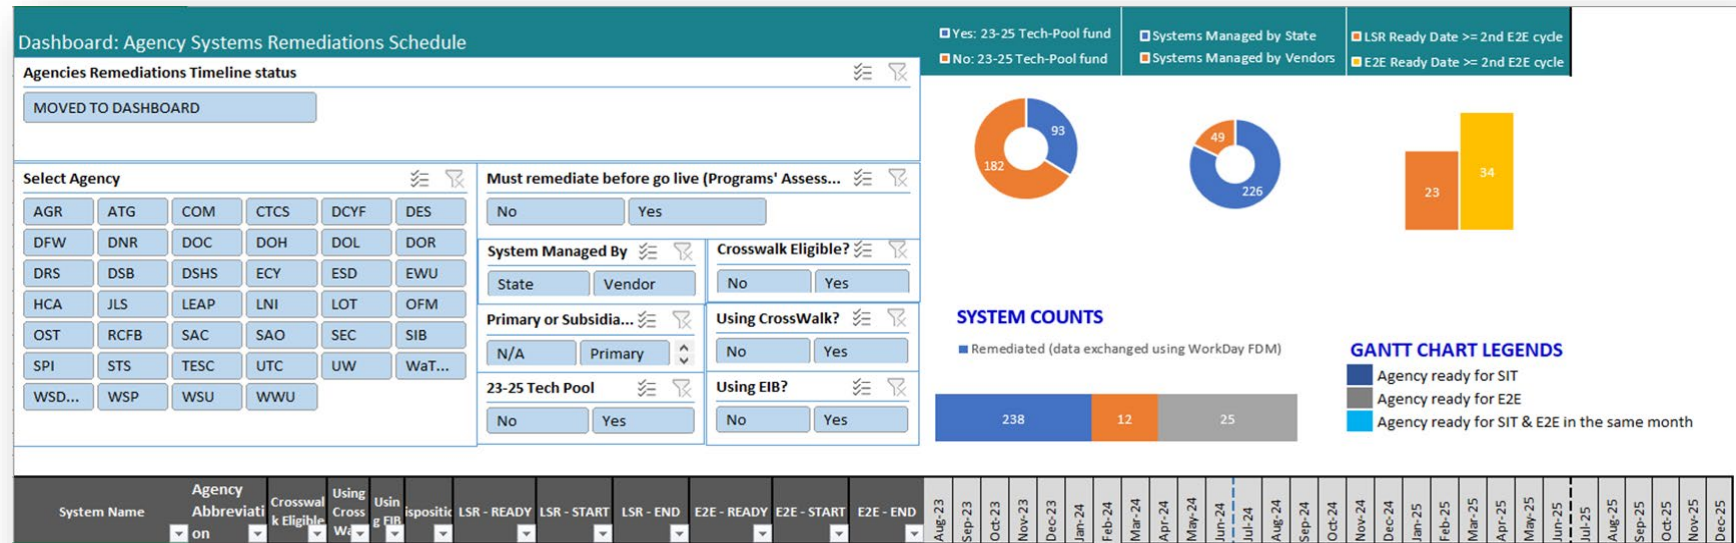 Dashboard: Agency Systems Remediations Schedule
Agencies Remediations Timeline status
MOVED TO DASHBOARD
Select Agency
AGR ATG COM CTCS DCYF DES
DFW DNR DOC DOH DOL DOR
DRS DSB DSHS ECY ESD EWU
HCA JLS LEAP LNI LOT OFM
OST RCFB SAC SAO SEC SIB
SPI STS TESC UTC UW WaT...
WSD... WSP WSU WWU
Must remediate before go live (Programs' Assess...
No Yes
System Managed By
State Vendor
Crosswalk Eligible?
No Yes
Primary or Subsidia...
N/A Primary
Using CrossWalk?
No Yes
23-25 Tech Pool
No Yes
Using EIB?
No Yes
Yes: 23-25 Tech-Pool fund
No: 23-25 Tech-Pool fund
Systems Managed by State
Systems Managed by Vendors
LSR Ready Date >= 2nd E2E cycle
E2E Ready Date >= 2nd E2E cycle
93
182
49
226
23
34
SYSTEM COUNTS
Remediated (data exchanged using WorkDay FDM)
238 12 25
GANTT CHART LEGENDS
Agency ready for SIT
Agency ready for E2E
Agency ready for SIT & E2E in the same month
System Name
Agency
Abbreviati
on
Crosswal
k Eligible
Using
Cross
Wa
Usin
g EIB
ispositic
LSR - READY
LSR - START
LSR - END
E2E - READY
E2E - START
E2E - END
Aug-23
Sep-23
Oct-23
Nov-23
Dec-23
Jan-24
Feb-24
Mar-24
Apr-24
May-24
Jun-24
Jul-24
Aug-24
Sep-24
Oct-24
Nov-24
Dec-24
Jan-25
Feb-25
Mar-25
Apr-25
May-25
Jun-25
Jul-25
Aug-25
Sep-25
Oct-25
Nov-25
Dec-25